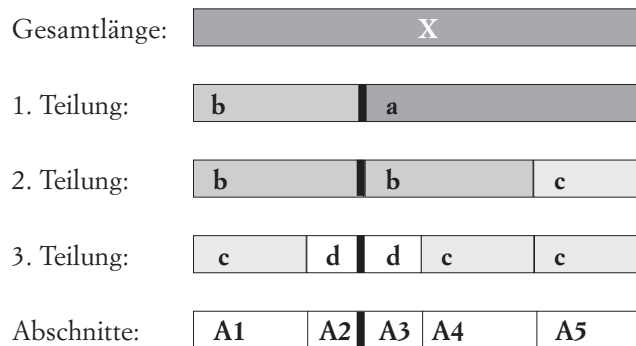 Gesamtlänge: X
1. Teilung: b a
2. Teilung: b b c
3. Teilung: c d d c c
Abschnitte: A1 A2 A3 A4 A5